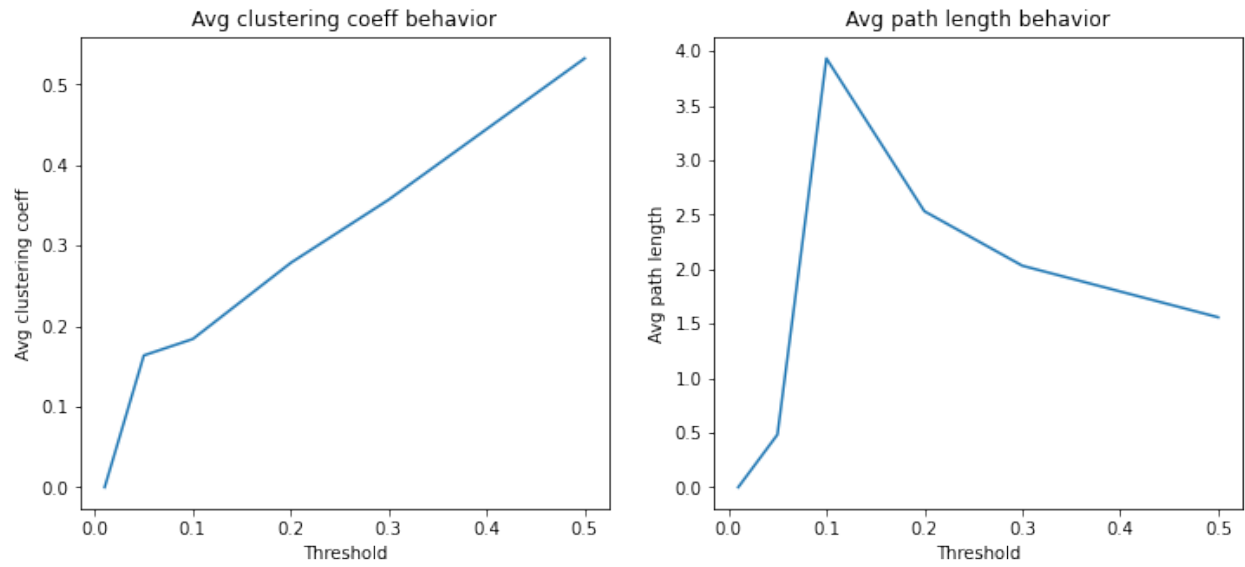 Avg clustering coeff behavior
Avg clustering coeff
0.5
0.4
0.3
0.2
0.1
0.0
0.0 0.1 0.2 0.3 0.4 0.5
Threshold
Avg path length behavior
Avg path length
4.0
3.5
3.0
2.5
2.0
1.5
1.0
0.5
0.0
0.0 0.1 0.2 0.3 0.4 0.5
Threshold